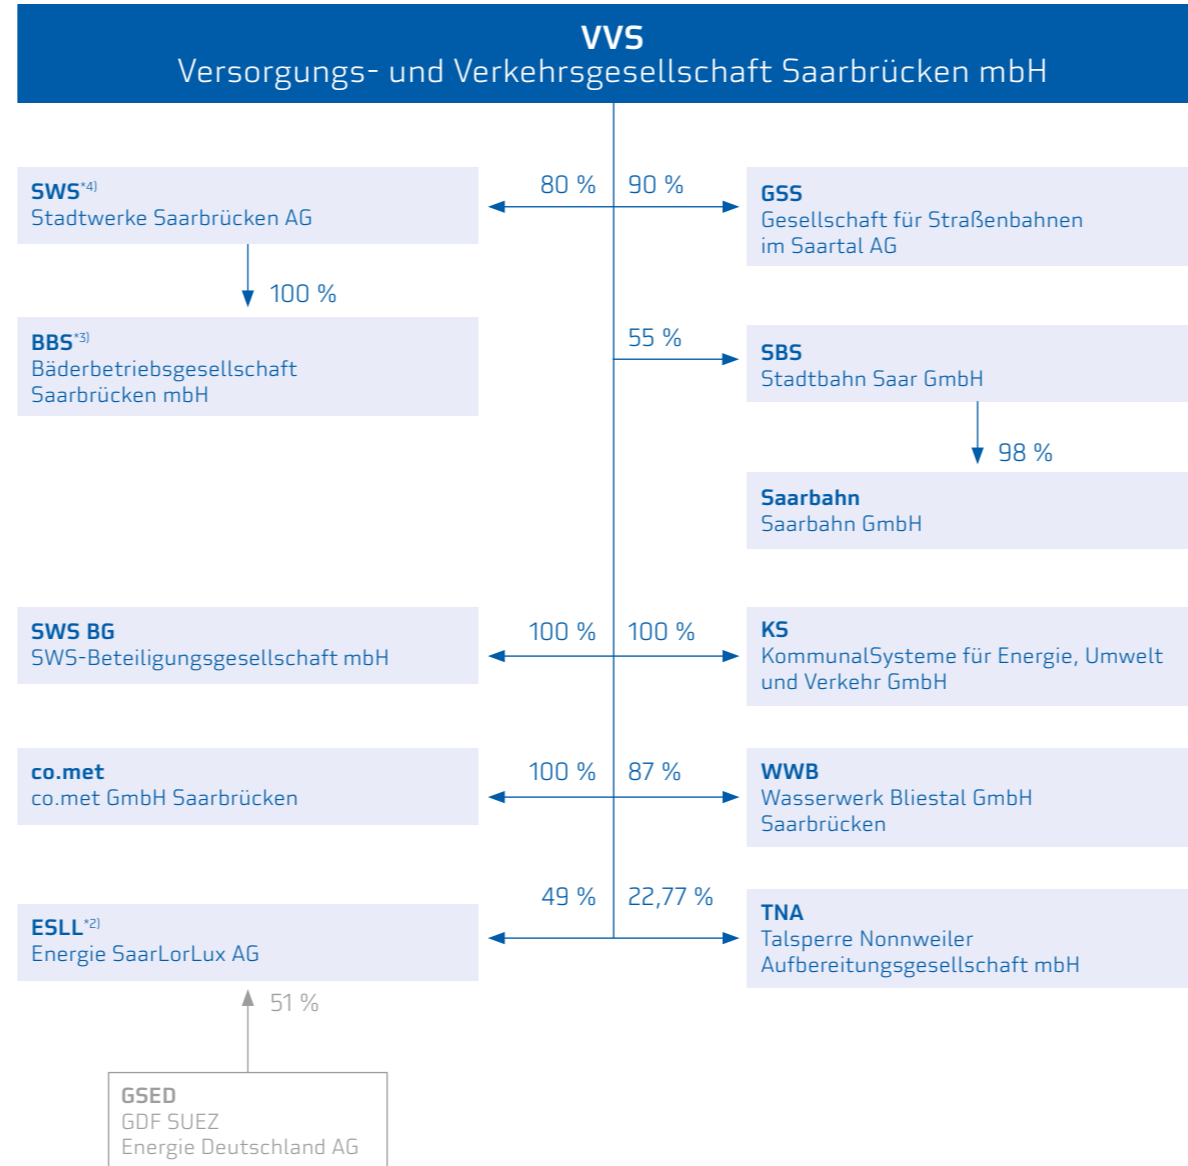 VVS
Versorgungs- und Verkehrsgesellschaft Saarbrücken mbH
SWS*4)
Stadtwerke Saarbrücken AG
80 %
90 %
GSS
Gesellschaft für Straßenbahnen
im Saartal AG
100 %
BBS*3)
Bäderbetriebsgesellschaft
Saarbrücken mbH
55 %
SBS
Stadtbahn Saar GmbH
98 %
Saarbahn
Saarbahn GmbH
SWS BG
SWS-Beteiligungsgesellschaft mbH
100 %
100 %
KS
KommunalSysteme für Energie, Umwelt
und Verkehr GmbH
co.met
co.met GmbH Saarbrücken
100 %
87 %
WWB
Wasserwerk Bliestal GmbH
Saarbrücken
ESLL*2)
Energie SaarLorLux AG
49 %
22,77 %
TNA
Talsperre Nonnweiler
Aufbereitungsgesellschaft mbH
51 %
GSED
GDF SUEZ
Energie Deutschland AG